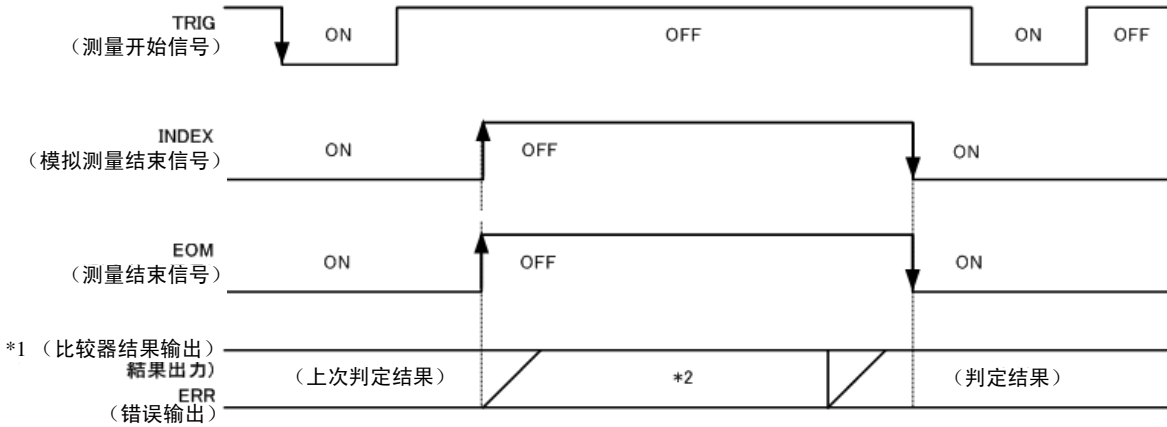 TRIG
（测量开始信号）
ON
OFF
ON
OFF
INDEX
（模拟测量结束信号）
ON
OFF
ON
EOM
（测量结束信号）
ON
OFF
ON
*1 （比较器结果输出）
結果出力)
ERR
（错误输出）
（上次判定结果）
*2
（判定结果）